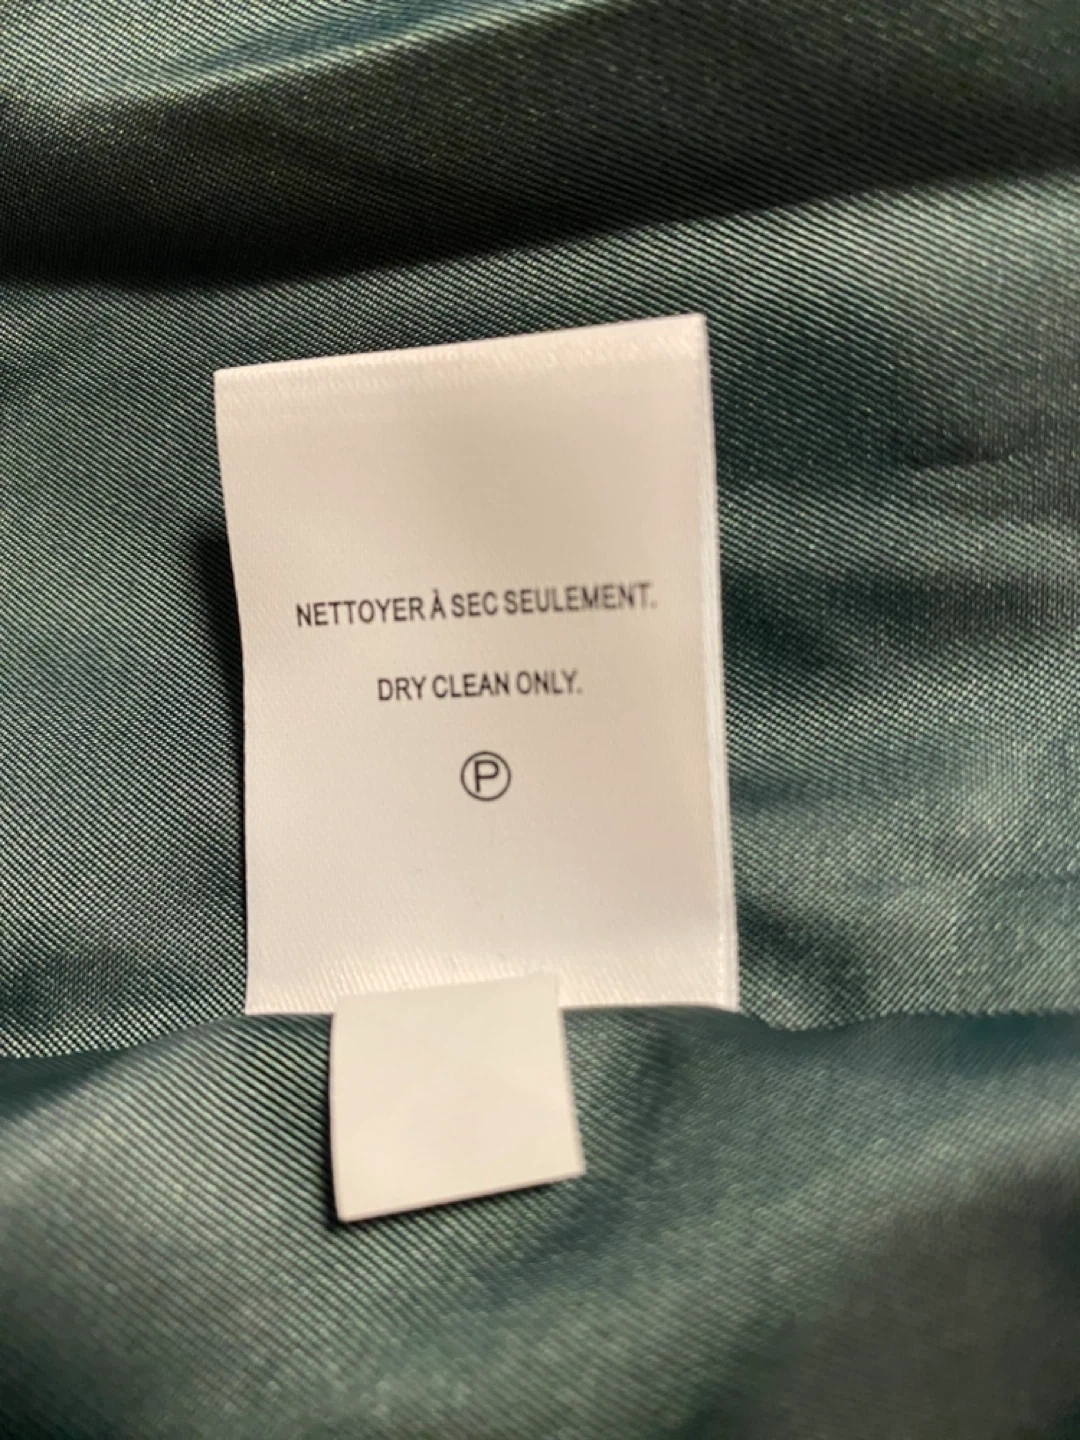 NETTOYER À SEC SEULEMENT.
DRY CLEAN ONLY.
Ⓟ